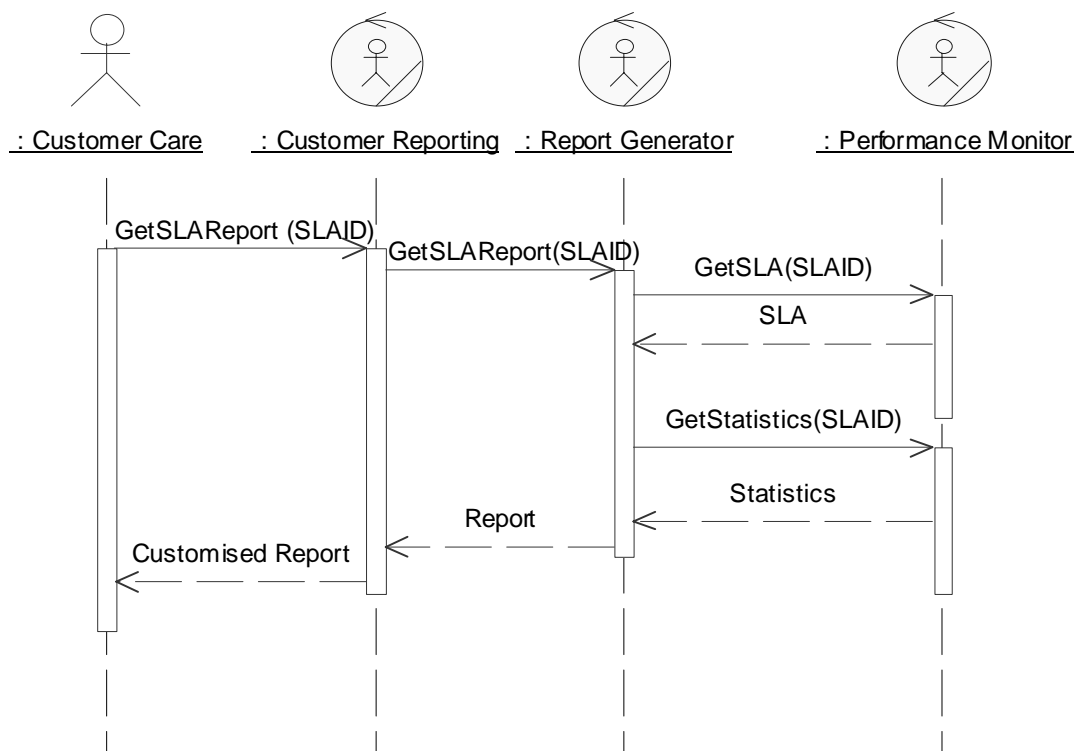 : Customer Care
: Customer Reporting
: Report Generator
: Performance Monitor
GetSLAReport (SLAID)
GetSLAReport(SLAID)
GetSLA(SLAID)
SLA
GetStatistics(SLAID)
Statistics
Report
Customised Report